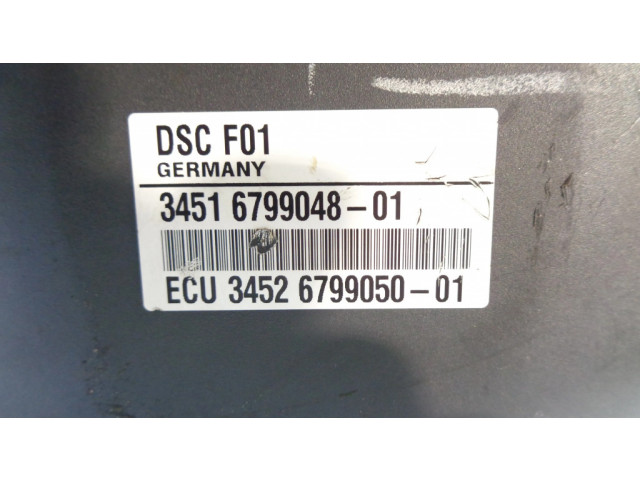 DSC F01
GERMANY
3451 6799048-01
ECU 3452 6799050-01